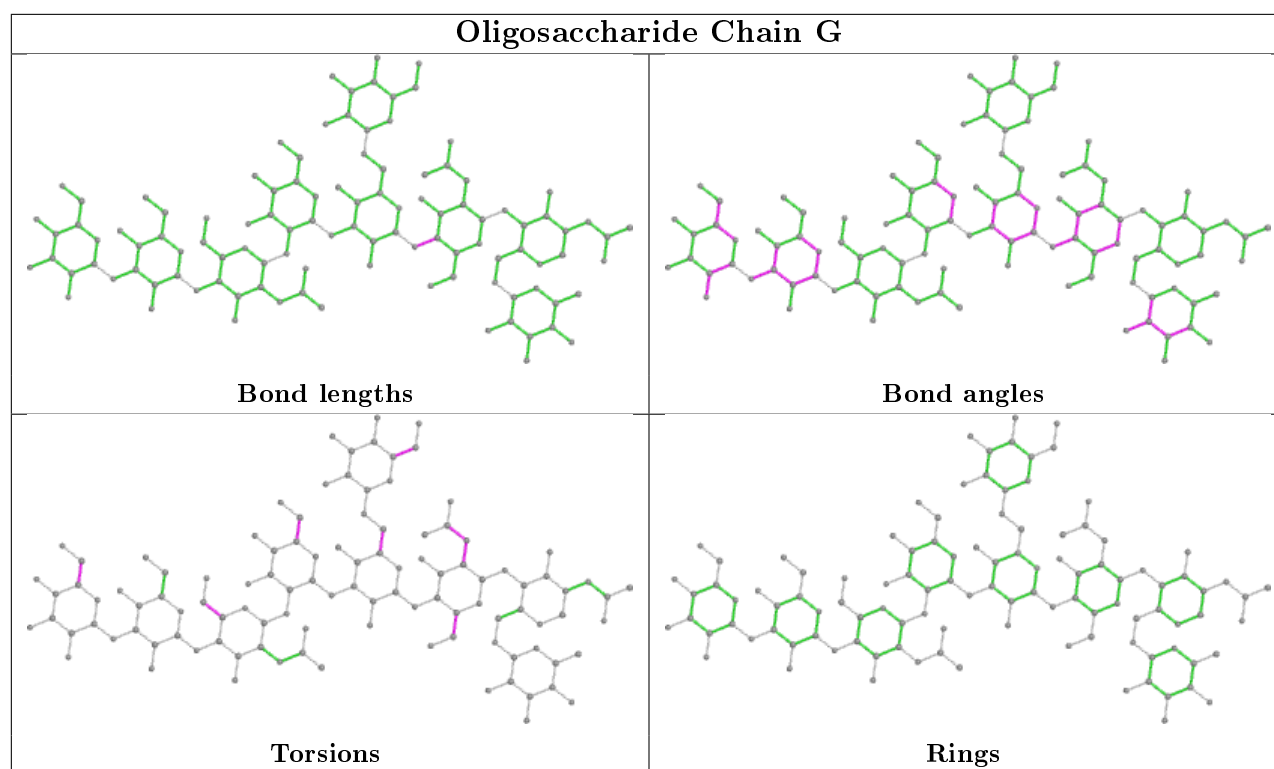 Oligosaccharide Chain G
Bond lengths
Bond angles
Torsions
Rings